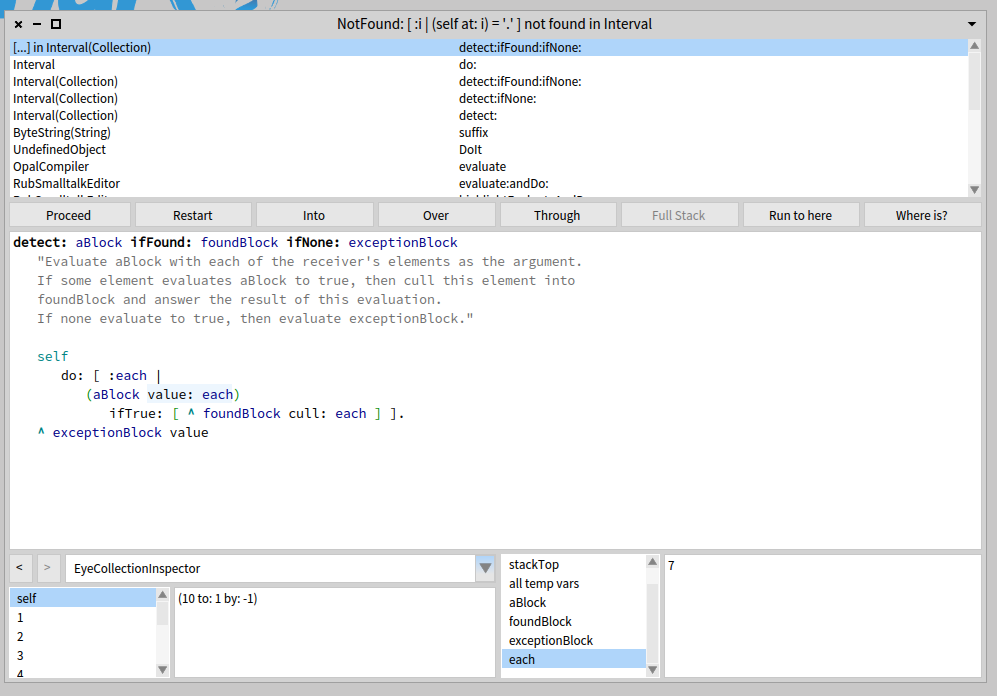 NotFound: [ :i | (self at: i) = '.' ] not found in Interval
[...] in Interval(Collection) detect:ifFound:ifNone:
Interval do:
Interval(Collection) detect:ifFound:ifNone:
Interval(Collection) detect:ifNone:
Interval(Collection) detect:
ByteString(String) suffix
UndefinedObject DoIt
OpalCompiler evaluate
RubSmalltalkEditor evaluate:andDo:
Proceed Restart Into Over Through Full Stack Run to here Where is?
detect: aBlock ifFound: foundBlock ifNone: exceptionBlock
"Evaluate aBlock with each of the receiver's elements as the argument.
If some element evaluates aBlock to true, then cull this element into
foundBlock and answer the result of this evaluation.
If none evaluate to true, then evaluate exceptionBlock."
self
do: [ :each |
(aBlock value: each)
ifTrue: [ ^ foundBlock cull: each ] ].
^ exceptionBlock value
< > EyeCollectionInspector
self
1
2
3
4
(10 to: 1 by: -1)
stackTop
all temp vars
aBlock
foundBlock
exceptionBlock
each
7